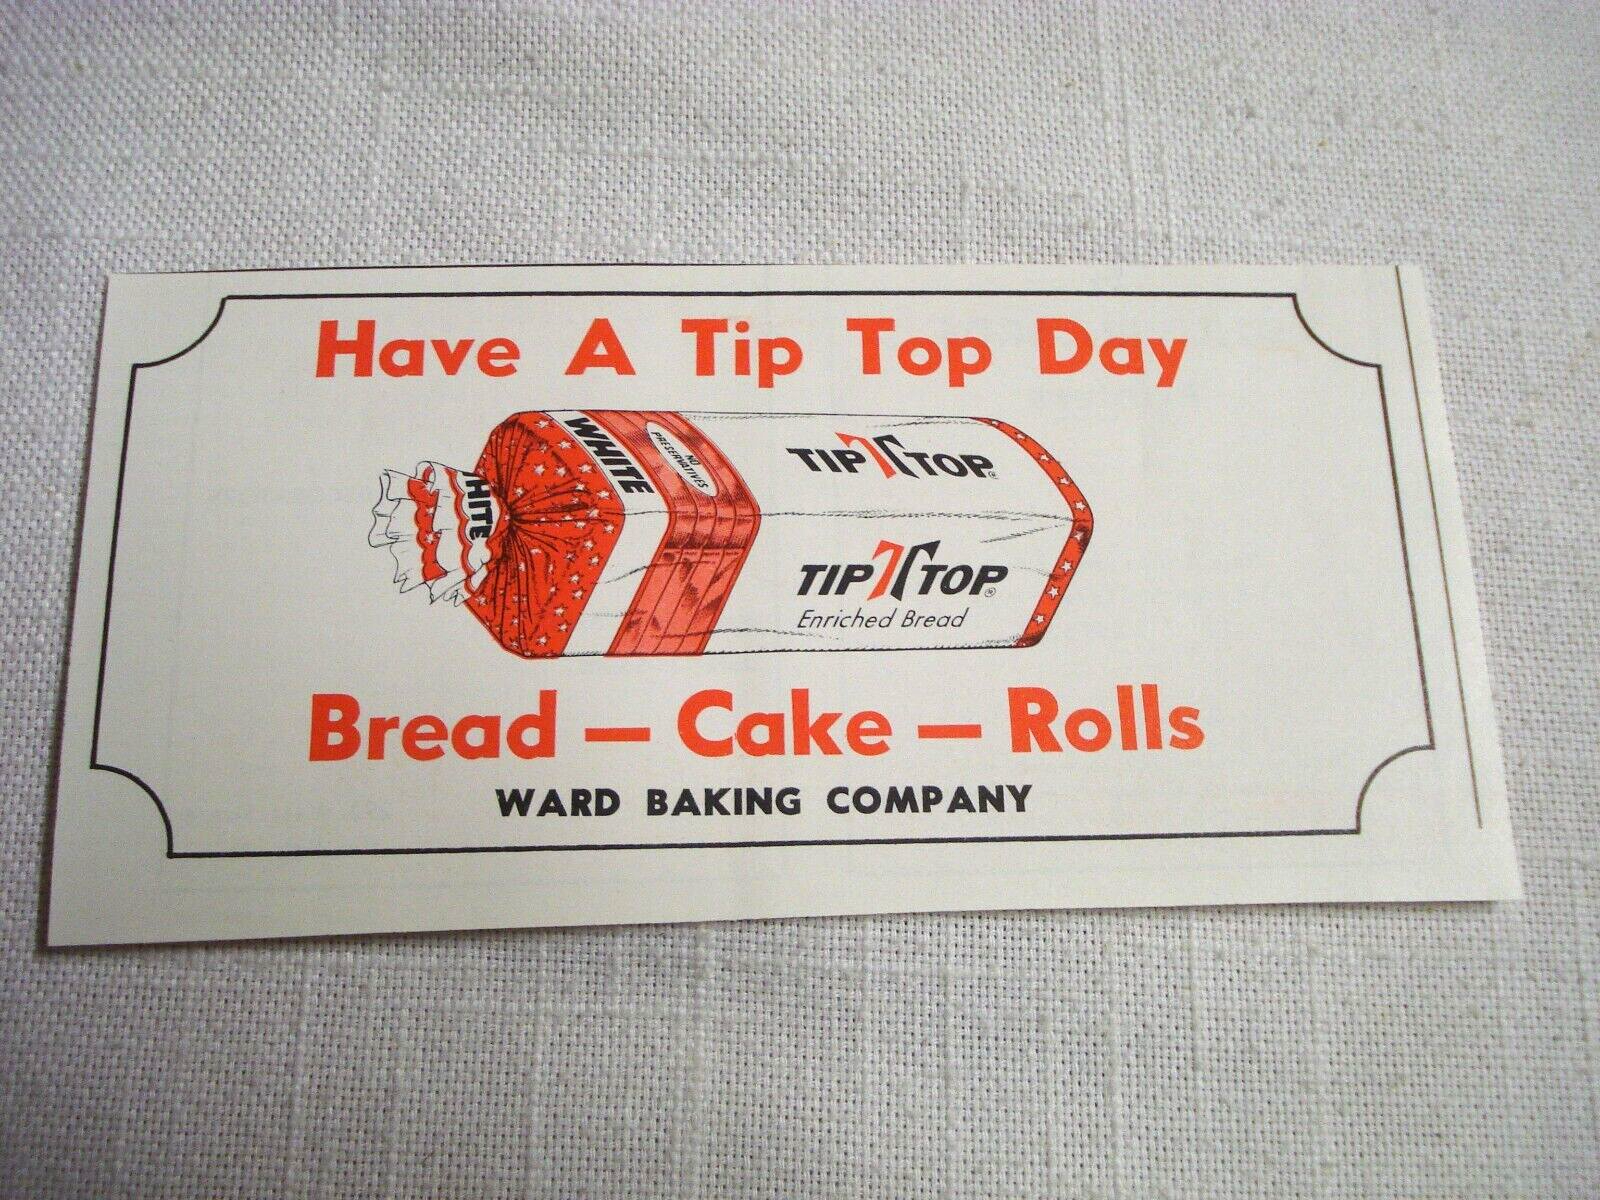 Have A Tip Top Day
WHITE
NO
PRESERVATIVES
TIP TOP®
HITE
TIP TOP®
Enriched Bread
Bread — Cake — Rolls
WARD BAKING COMPANY